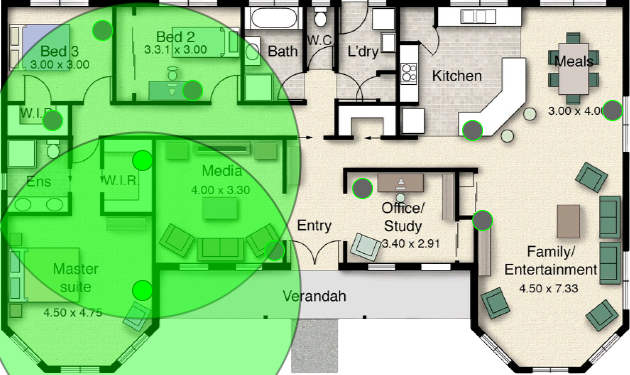 Bed 3
3.00 x 3.00
Bed 2
3.3.1 x 3.00
Bath
W.C
L'dry
Kitchen
Meals
3.00 x 4.00
W.I.R
Ens
W.I.R.
Media
4.00 x 3.30
Office/
Study
3.40 x 2.91
Entry
Family/
Entertainment
4.50 x 7.33
Master
suite
4.50 x 4.75
Verandah